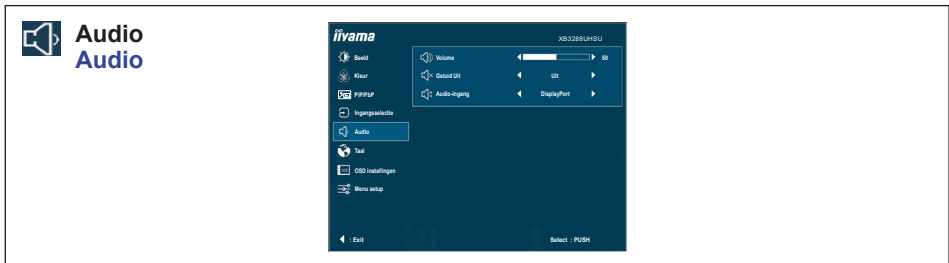 Audio
Audio
iiyama
XB3288UHSU
Beeld
Volume
50
Kleur
Geluid Uit
Uit
PIP/PbP
Audio-ingang
DisplayPort
Ingangsselectie
Audio
Taal
OSD instellingen
Menu setup
: Exit
Select : PUSH